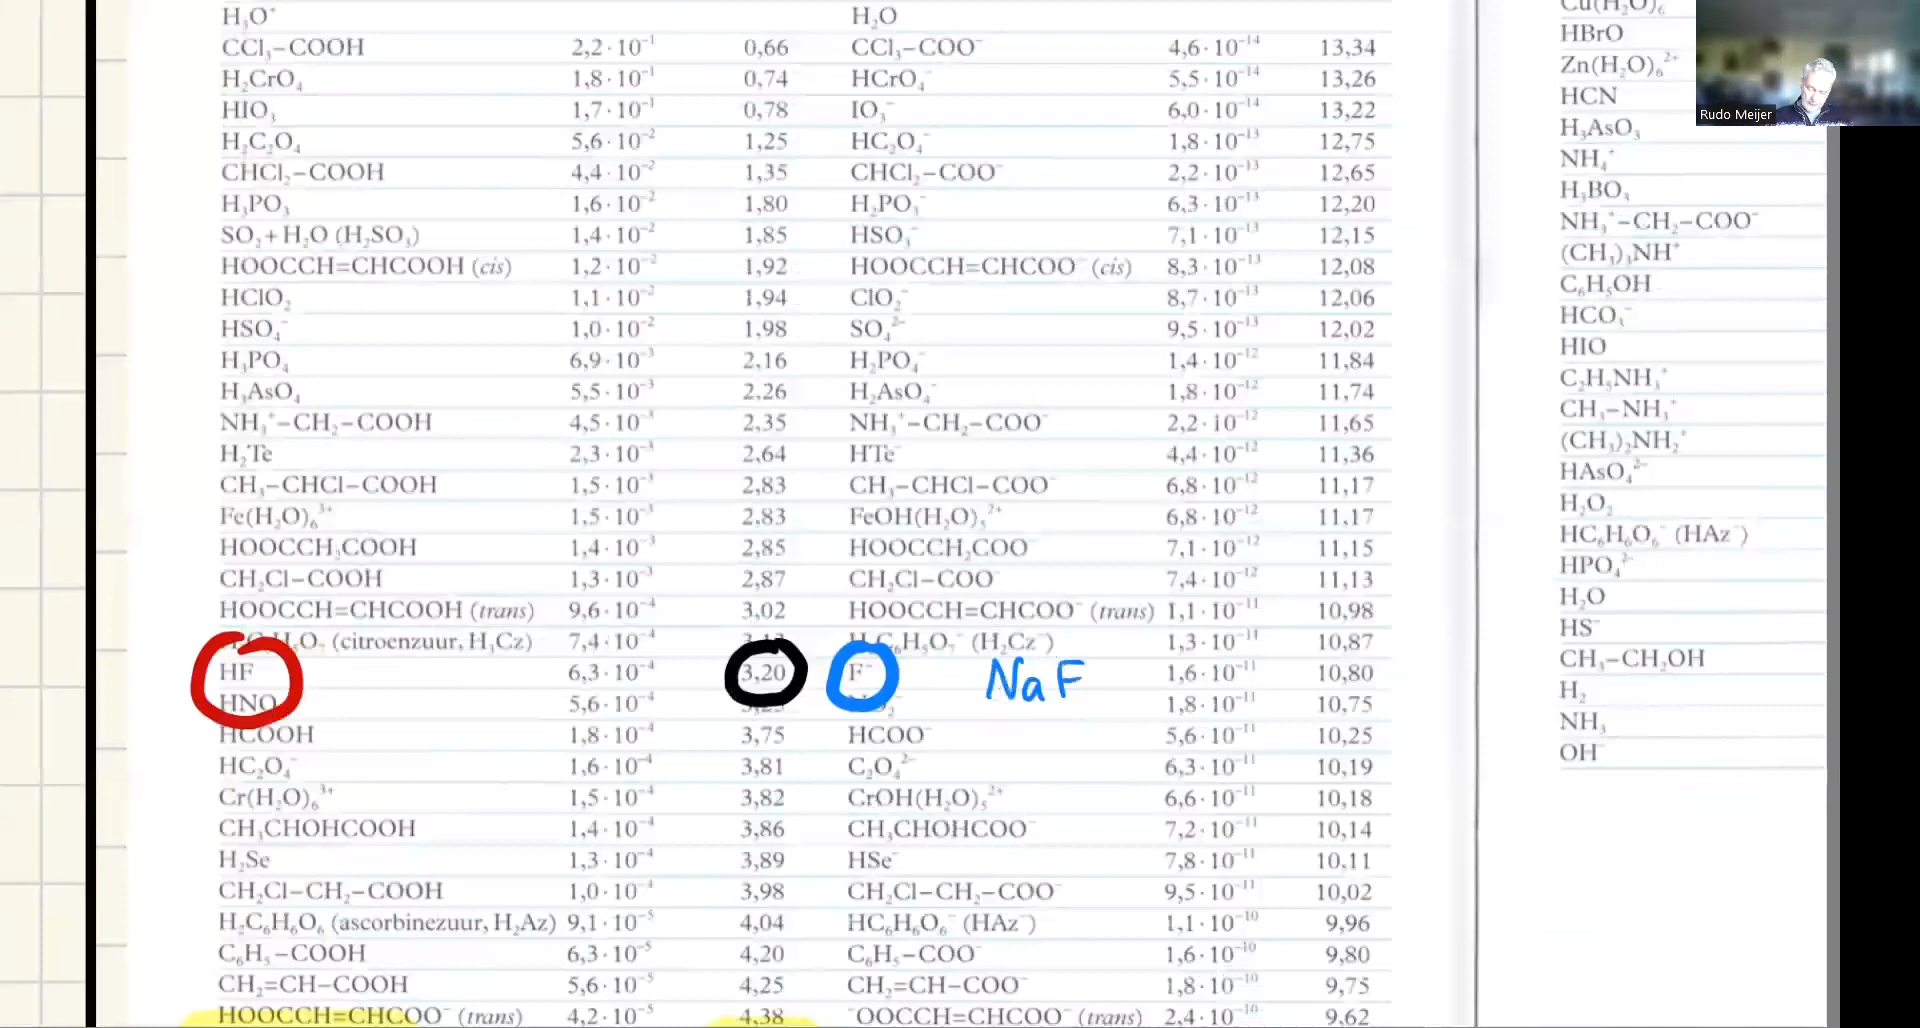 H₃O⁺ H₂O
CCl₃–COOH 2,2 · 10⁻¹ 0,66 CCl₃–COO⁻ 4,6 · 10⁻¹⁴ 13,34
H₂CrO₄ 1,8 · 10⁻¹ 0,74 HCrO₄⁻ 5,5 · 10⁻¹⁴ 13,26
HIO₃ 1,7 · 10⁻¹ 0,78 IO₃⁻ 6,0 · 10⁻¹⁴ 13,22
H₂C₂O₄ 5,6 · 10⁻² 1,25 HC₂O₄⁻ 1,8 · 10⁻¹³ 12,75
CHCl₂–COOH 4,4 · 10⁻² 1,35 CHCl₂–COO⁻ 2,2 · 10⁻¹³ 12,65
H₃PO₃ 1,6 · 10⁻² 1,80 H₂PO₃⁻ 6,3 · 10⁻¹³ 12,20
SO₂ + H₂O (H₂SO₃) 1,4 · 10⁻² 1,85 HSO₃⁻ 7,1 · 10⁻¹³ 12,15
HOOCCH=CHCOOH (cis) 1,2 · 10⁻² 1,92 HOOCCH=CHCOO⁻ (cis) 8,3 · 10⁻¹³ 12,08
HClO₂ 1,1 · 10⁻² 1,94 ClO₂⁻ 8,7 · 10⁻¹³ 12,06
HSO₄⁻ 1,0 · 10⁻² 1,98 SO₄²⁻ 9,5 · 10⁻¹³ 12,02
H₃PO₄ 6,9 · 10⁻³ 2,16 H₂PO₄⁻ 1,4 · 10⁻¹² 11,84
H₃AsO₄ 5,5 · 10⁻³ 2,26 H₂AsO₄⁻ 1,8 · 10⁻¹² 11,74
NH₃⁺–CH₂–COOH 4,5 · 10⁻³ 2,35 NH₃⁺–CH₂–COO⁻ 2,2 · 10⁻¹² 11,65
H₂Te 2,3 · 10⁻³ 2,64 HTe⁻ 4,4 · 10⁻¹² 11,36
CH₃–CHCl–COOH 1,5 · 10⁻³ 2,83 CH₃–CHCl–COO⁻ 6,8 · 10⁻¹² 11,17
Fe(H₂O)₆³⁺ 1,5 · 10⁻³ 2,83 FeOH(H₂O)₅²⁺ 6,8 · 10⁻¹² 11,17
HOOCCH₂COOH 1,4 · 10⁻³ 2,85 HOOCCH₂COO⁻ 7,1 · 10⁻¹² 11,15
CH₂Cl–COOH 1,3 · 10⁻³ 2,87 CH₂Cl–COO⁻ 7,4 · 10⁻¹² 11,13
HOOCCH=CHCOOH (trans) 9,6 · 10⁻⁴ 3,02 HOOCCH=CHCOO⁻ (trans) 1,1 · 10⁻¹¹ 10,98
(citroenzuur, H₃Cz) 7,4 · 10⁻⁴ (H₂Cz⁻) 1,3 · 10⁻¹¹ 10,87
HF 6,3 · 10⁻⁴ 3,20 F⁻ NaF 1,6 · 10⁻¹¹ 10,80
HNO 5,6 · 10⁻⁴ 1,8 · 10⁻¹¹ 10,75
HCOOH 1,8 · 10⁻⁴ 3,75 HCOO⁻ 5,6 · 10⁻¹¹ 10,25
HC₂O₄⁻ 1,6 · 10⁻⁴ 3,81 C₂O₄²⁻ 6,3 · 10⁻¹¹ 10,19
Cr(H₂O)₆³⁺ 1,5 · 10⁻⁴ 3,82 CrOH(H₂O)₅²⁺ 6,6 · 10⁻¹¹ 10,18
CH₃CHOHCOOH 1,4 · 10⁻⁴ 3,86 CH₃CHOHCOO⁻ 7,2 · 10⁻¹¹ 10,14
H₂Se 1,3 · 10⁻⁴ 3,89 HSe⁻ 7,8 · 10⁻¹¹ 10,11
CH₂Cl–CH₂–COOH 1,0 · 10⁻⁴ 3,98 CH₂Cl–CH₂–COO⁻ 9,5 · 10⁻¹¹ 10,02
H₂C₆H₆O₆ (ascorbinezuur, H₂Az) 9,1 · 10⁻⁵ 4,04 HC₆H₆O₆⁻ (HAz⁻) 1,1 · 10⁻¹⁰ 9,96
C₆H₅–COOH 6,3 · 10⁻⁵ 4,20 C₆H₅–COO⁻ 1,6 · 10⁻¹⁰ 9,80
CH₂=CH–COOH 5,6 · 10⁻⁵ 4,25 CH₂=CH–COO⁻ 1,8 · 10⁻¹⁰ 9,75
HOOCCH=CHCOO⁻ (trans) 4,2 · 10⁻⁵ 4,38 ⁻OOCCH=CHCOO⁻ (trans) 2,4 · 10⁻¹⁰ 9,62
HBrO
Zn(H₂O)₆²⁺
HCN
H₃AsO₃
NH₄⁺
H₃BO₃
NH₃⁺–CH₂–COO⁻
(CH₃)₃NH⁺
C₆H₅OH
HCO₃⁻
HIO
C₂H₅NH₃⁺
CH₃–NH₃⁺
(CH₃)₂NH₂⁺
HAsO₄²⁻
H₂O₂
HC₆H₆O₆⁻ (HAz⁻)
HPO₄²⁻
H₂O
HS⁻
CH₃–CH₂OH
H₂
NH₃
OH⁻
Rudo Meijer